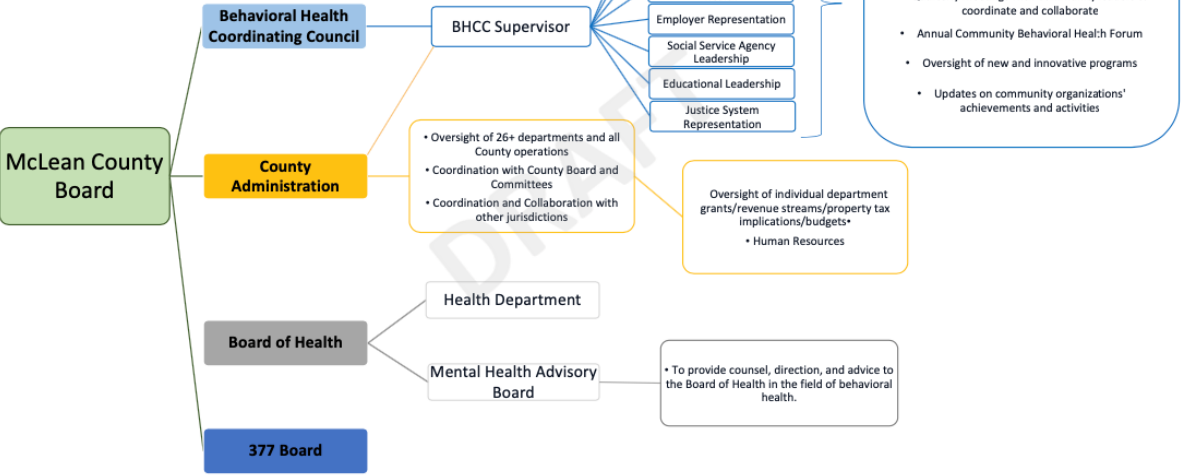 Behavioral Health
Coordinating Council
BHCC Supervisor
Employer Representation
Social Service Agency
Leadership
Educational Leadership
Justice System
Representation
coordinate and collaborate
• Annual Community Behavioral Health Forum
• Oversight of new and innovative programs
• Updates on community organizations'
achievements and activities
McLean County
Board
County
Administration
• Oversight of 26+ departments and all
County operations
• Coordination with County Board and
Committees
• Coordination and Collaboration with
other jurisdictions
Oversight of individual department
grants/revenue streams/property tax
implications/budgets•
• Human Resources
DRAFT
Board of Health
Health Department
Mental Health Advisory
Board
• To provide counsel, direction, and advice to
the Board of Health in the field of behavioral
health.
377 Board